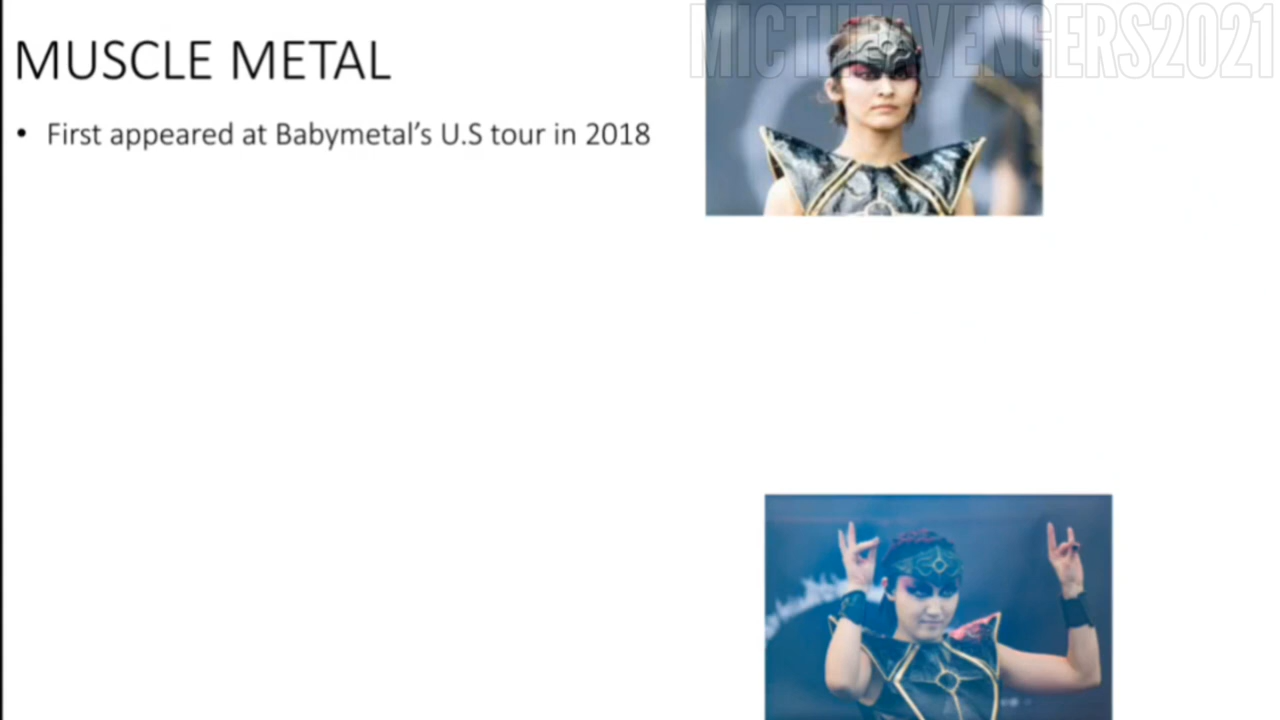 MICTHEAVENGERS2021
MUSCLE METAL
• First appeared at Babymetal’s U.S tour in 2018